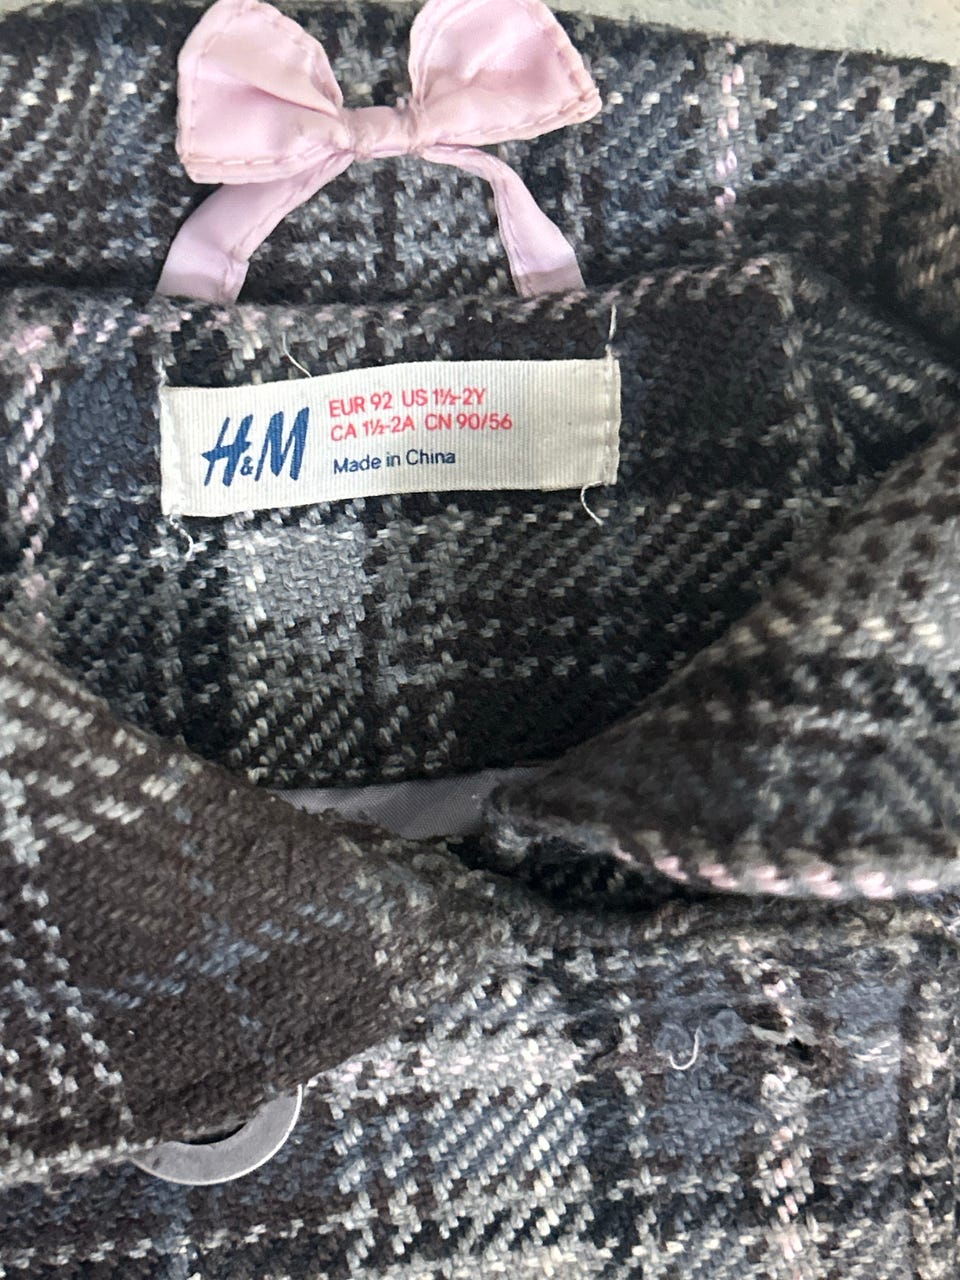 H&M
EUR 92 US 1½-2Y
CA 1½-2A CN 90/56
Made in China